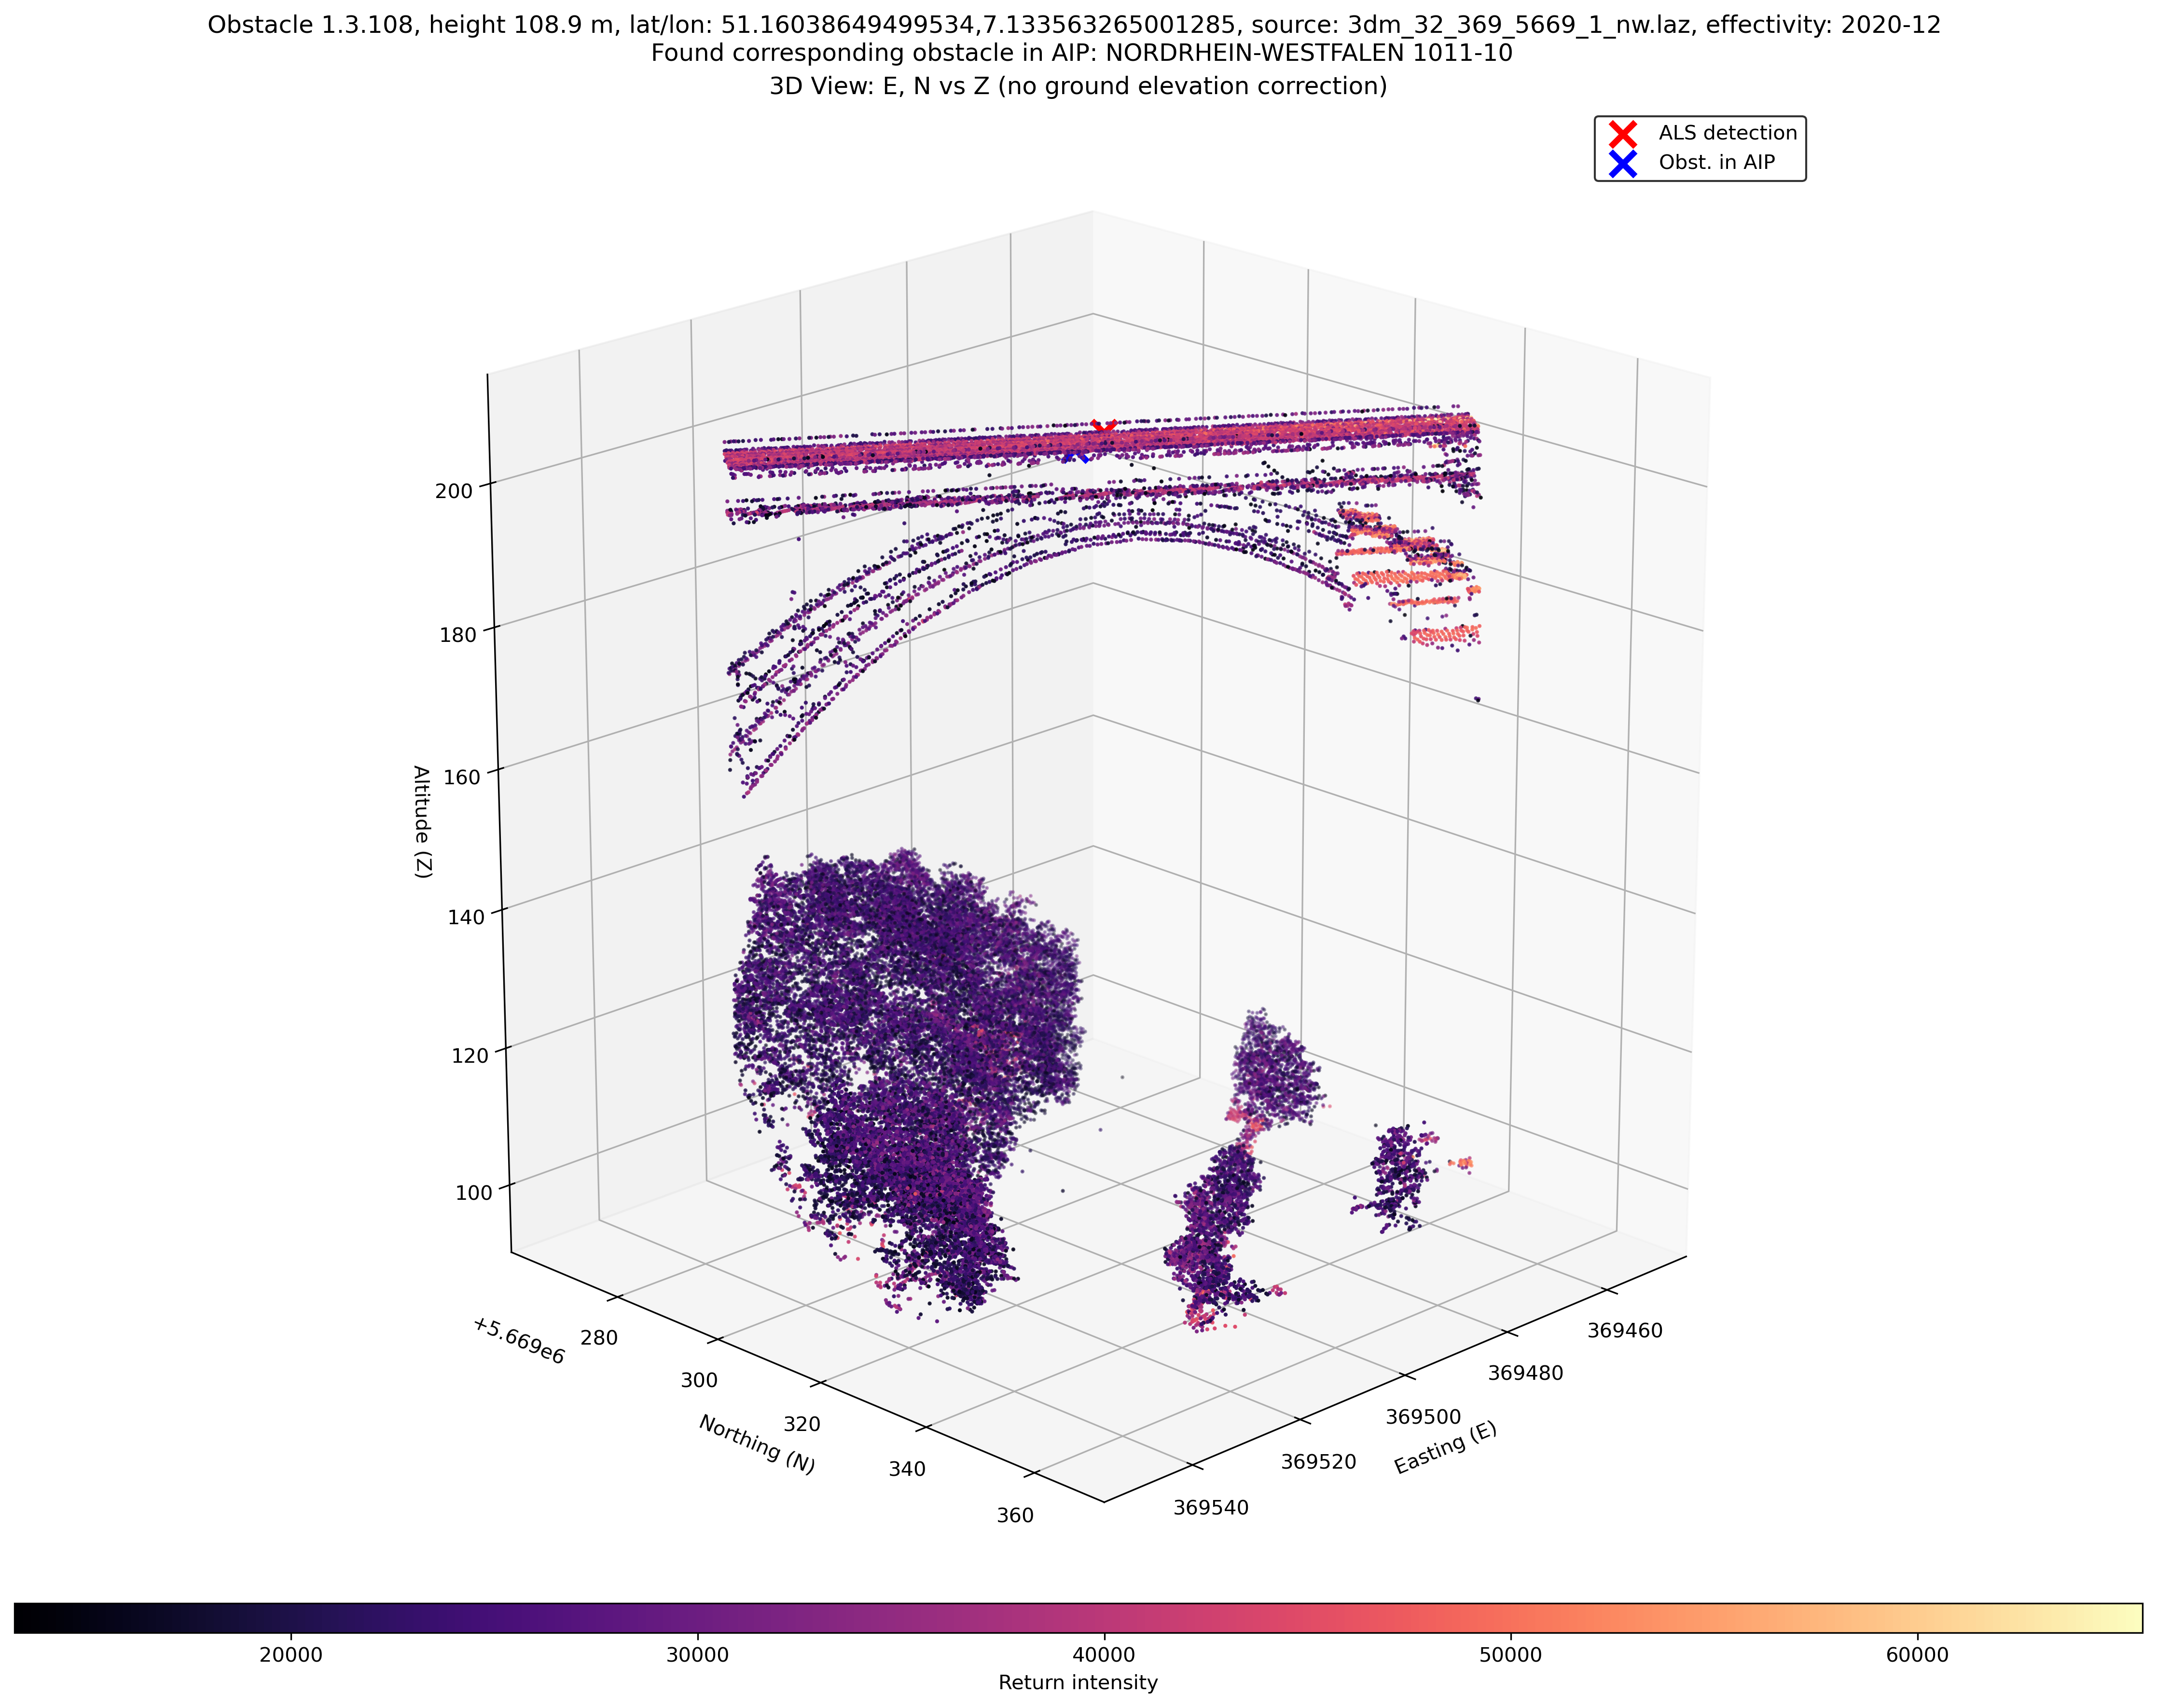 Obstacle 1.3.108, height 108.9 m, lat/lon: 51.16038649499534,7.133563265001285, source: 3dm_32_369_5669_1_nw.laz, effectivity: 2020-12
Found corresponding obstacle in AIP: NORDRHEIN-WESTFALEN 1011-10
3D View: E, N vs Z (no ground elevation correction)
ALS detection
Obst. in AIP
200
180
160
140
120
100
Altitude (Z)
+5.669e6
280
300
320
340
360
Northing (N)
369460
369480
369500
369520
369540
Easting (E)
20000
30000
40000
50000
60000
Return intensity